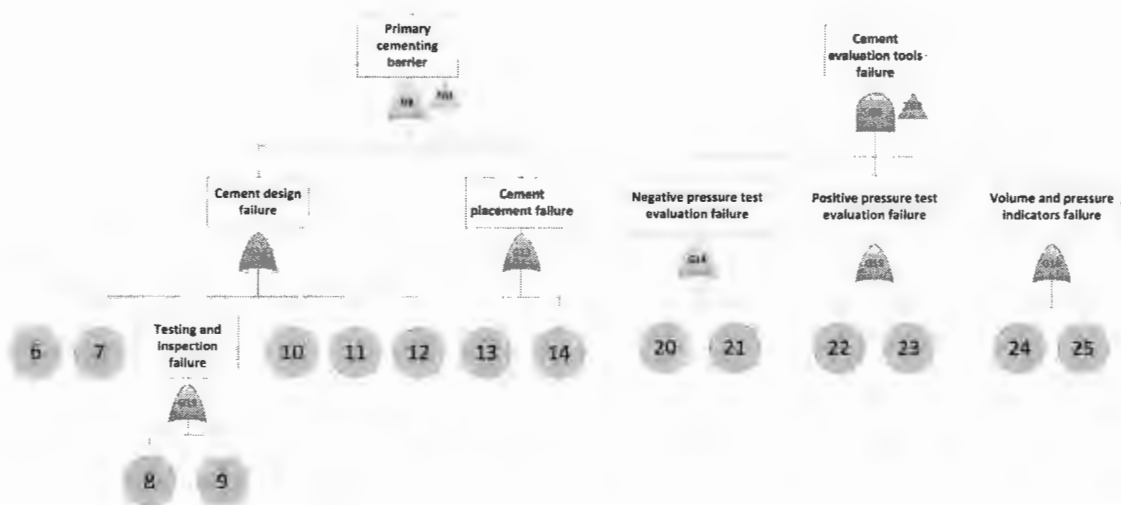 Primary
cementing
barrier
Cement
evaluation tools
failure
Cement design
failure
Cement
placement failure
Negative pressure test
evaluation failure
Positive pressure test
evaluation failure
Volume and pressure
indicators failure
6
7
Testing and
inspection
failure
10
11
12
13
14
20
21
22
23
24
25
8
9